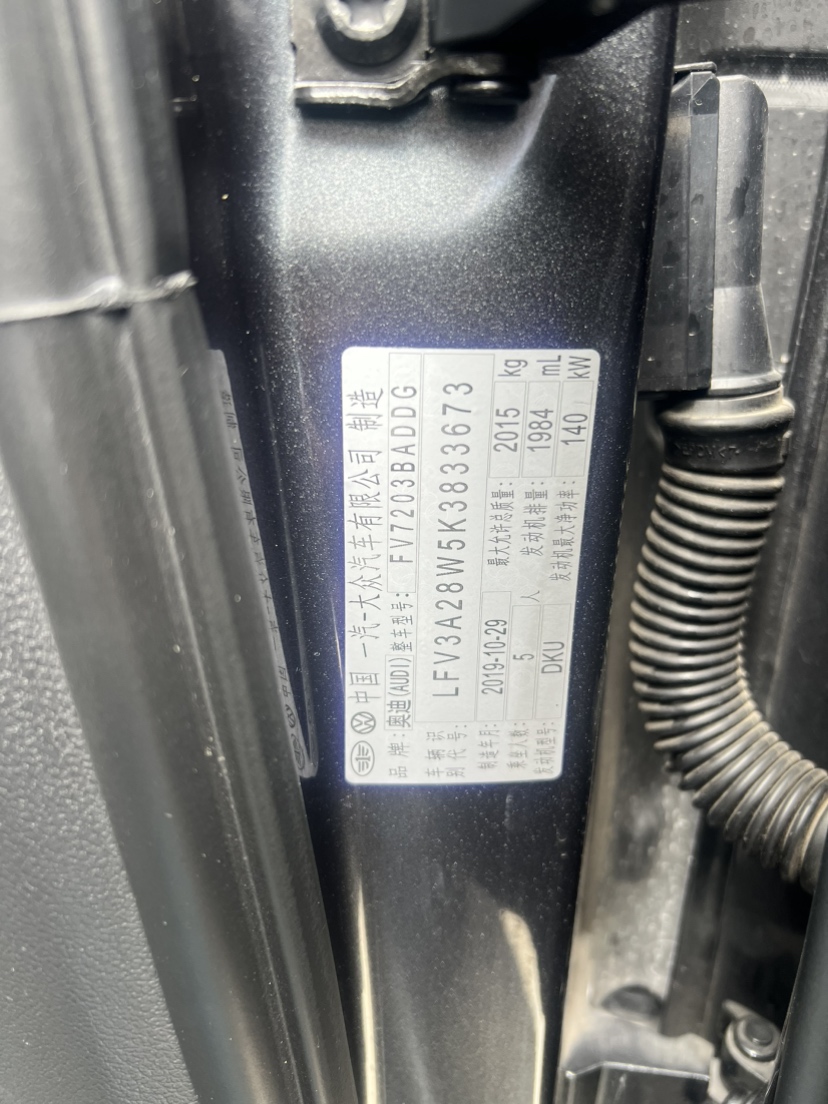 中国 一汽-大众汽车有限公司 制造
品牌: 奥迪(AUDI) 整车型号: FV7203BADDG
车辆识别代号: LFV3A28W5K3833673
制造年月: 2019-10-29 最大允许总质量: 2015 kg
乘坐人数: 5 人 发动机排量: 1984 mL
发动机型号: DKU 发动机最大净功率: 140 kW